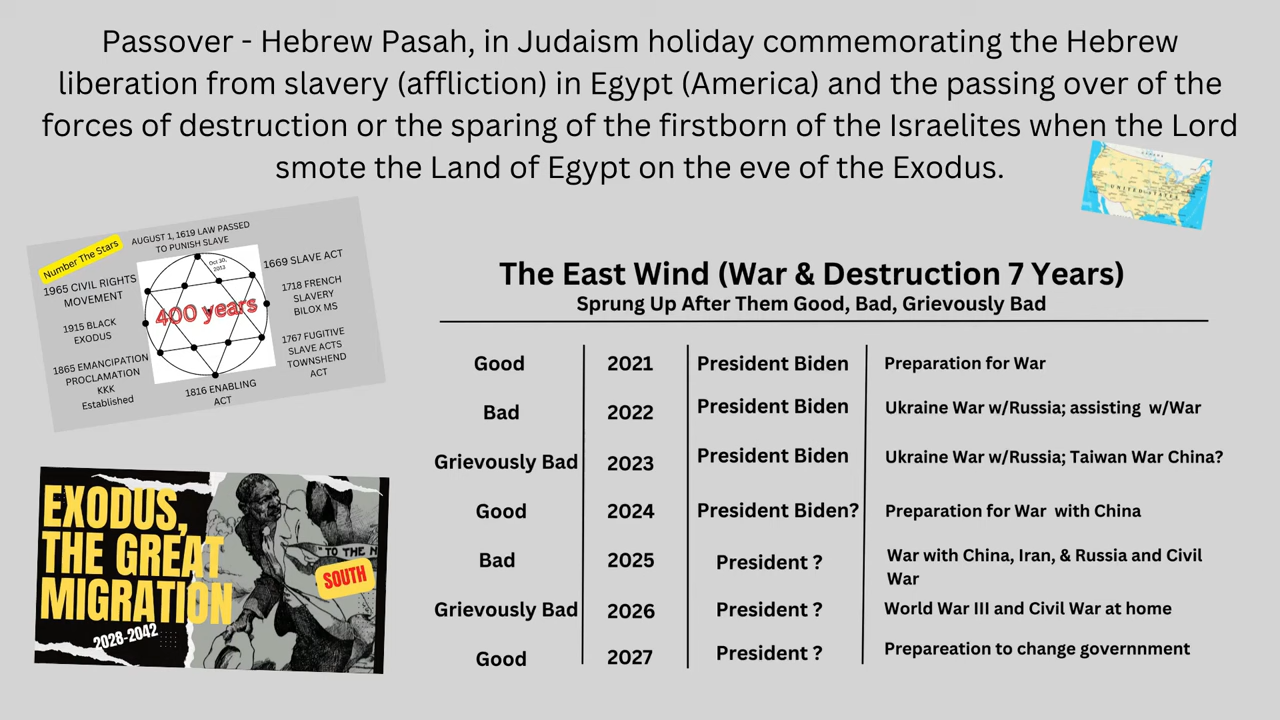 Passover - Hebrew Pasah, in Judaism holiday commemorating the Hebrew
liberation from slavery (affliction) in Egypt (America) and the passing over of the
forces of destruction or the sparing of the firstborn of the Israelites when the Lord
smote the Land of Egypt on the eve of the Exodus.
UNITED STATES
Number The Stars
AUGUST 1, 1619 LAW PASSED
TO PUNISH SLAVE
Oct 20,
2012
1669 SLAVE ACT
1965 CIVIL RIGHTS
MOVEMENT
400 years
1718 FRENCH
SLAVERY
BILOX MS
1915 BLACK
EXODUS
1767 FUGITIVE
SLAVE ACTS
TOWNSHEND
ACT
1865 EMANCIPATION
PROCLAMATION
KKK
Established
1816 ENABLING
ACT
The East Wind (War & Destruction 7 Years)
Sprung Up After Them Good, Bad, Grievously Bad
Good 2021 President Biden Preparation for War
Bad 2022 President Biden Ukraine War w/Russia; assisting w/War
Grievously Bad 2023 President Biden Ukraine War w/Russia; Taiwan War China?
Good 2024 President Biden? Preparation for War with China
Bad 2025 President ? War with China, Iran, & Russia and Civil
War
Grievously Bad 2026 President ? World War III and Civil War at home
Good 2027 President ? Prepareation to change governnment
EXODUS,
THE GREAT
MIGRATION
2028-2042
"TO THE N
SOUTH